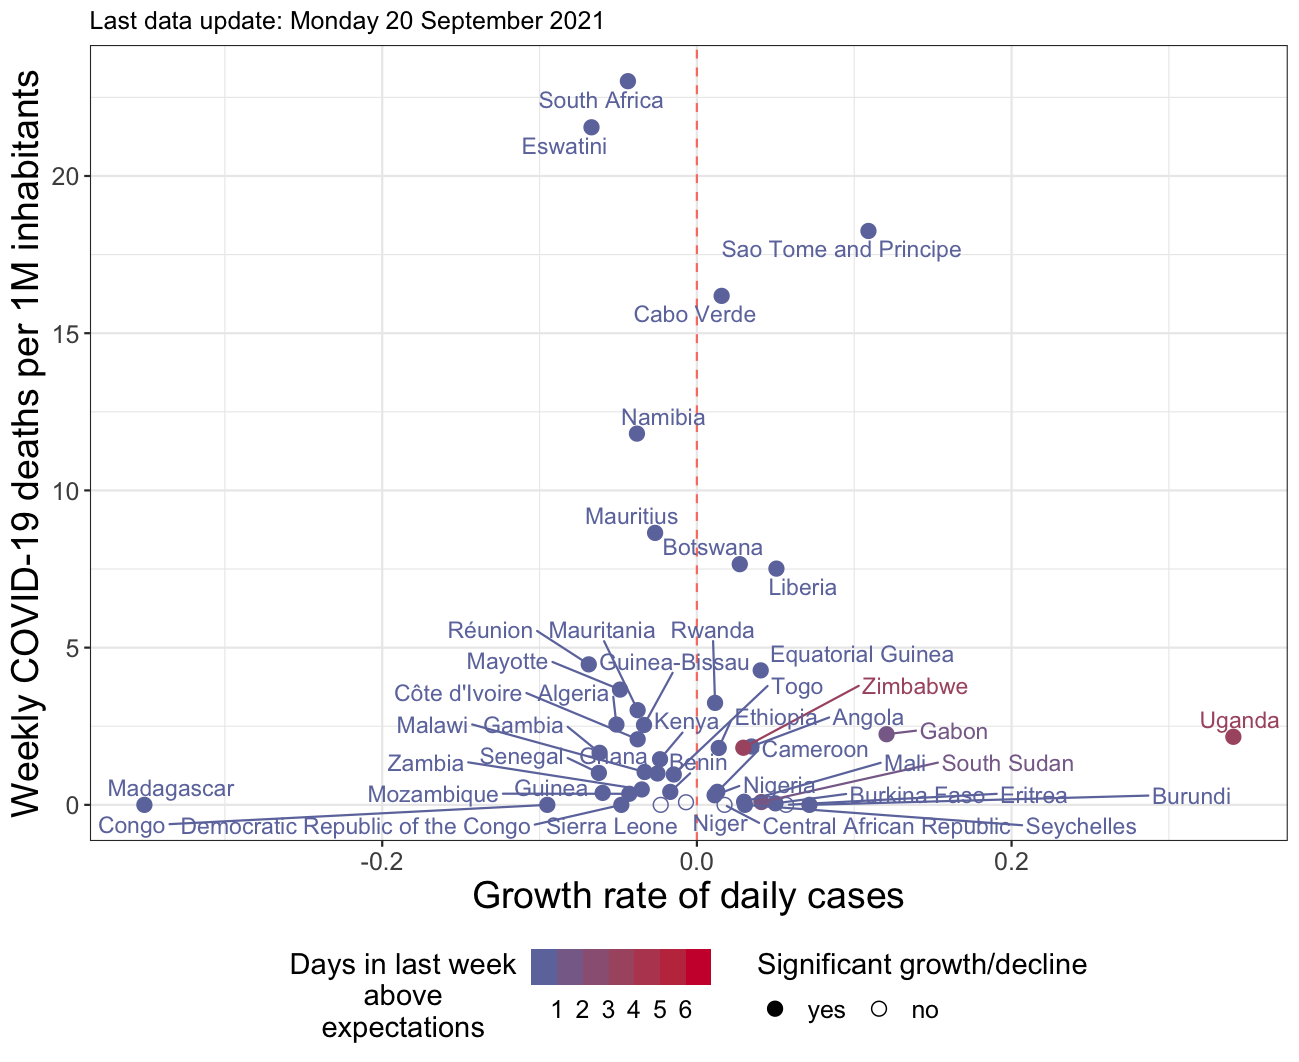 Last data update: Monday 20 September 2021
Weekly COVID-19 deaths per 1M inhabitants
20
15
10
5
0
South Africa
Eswatini
Sao Tome and Principe
Cabo Verde
Namibia
Mauritius
Botswana
Liberia
Réunion
Mauritania
Rwanda
Mayotte
Guinea-Bissau
Equatorial Guinea
Côte d'Ivoire
Algeria
Togo
Zimbabwe
Malawi
Gambia
Kenya
Ethiopia
Angola
Uganda
Gabon
Zambia
Senegal
Ghana
Benin
Cameroon
Mali
South Sudan
Madagascar
Mozambique
Guinea
Nigeria
Burkina Faso
Eritrea
Burundi
Congo
Democratic Republic of the Congo
Sierra Leone
Niger
Central African Republic
Seychelles
-0.2
0.0
0.2
Growth rate of daily cases
Days in last week
above
expectations
1 2 3 4 5 6
Significant growth/decline
yes
no